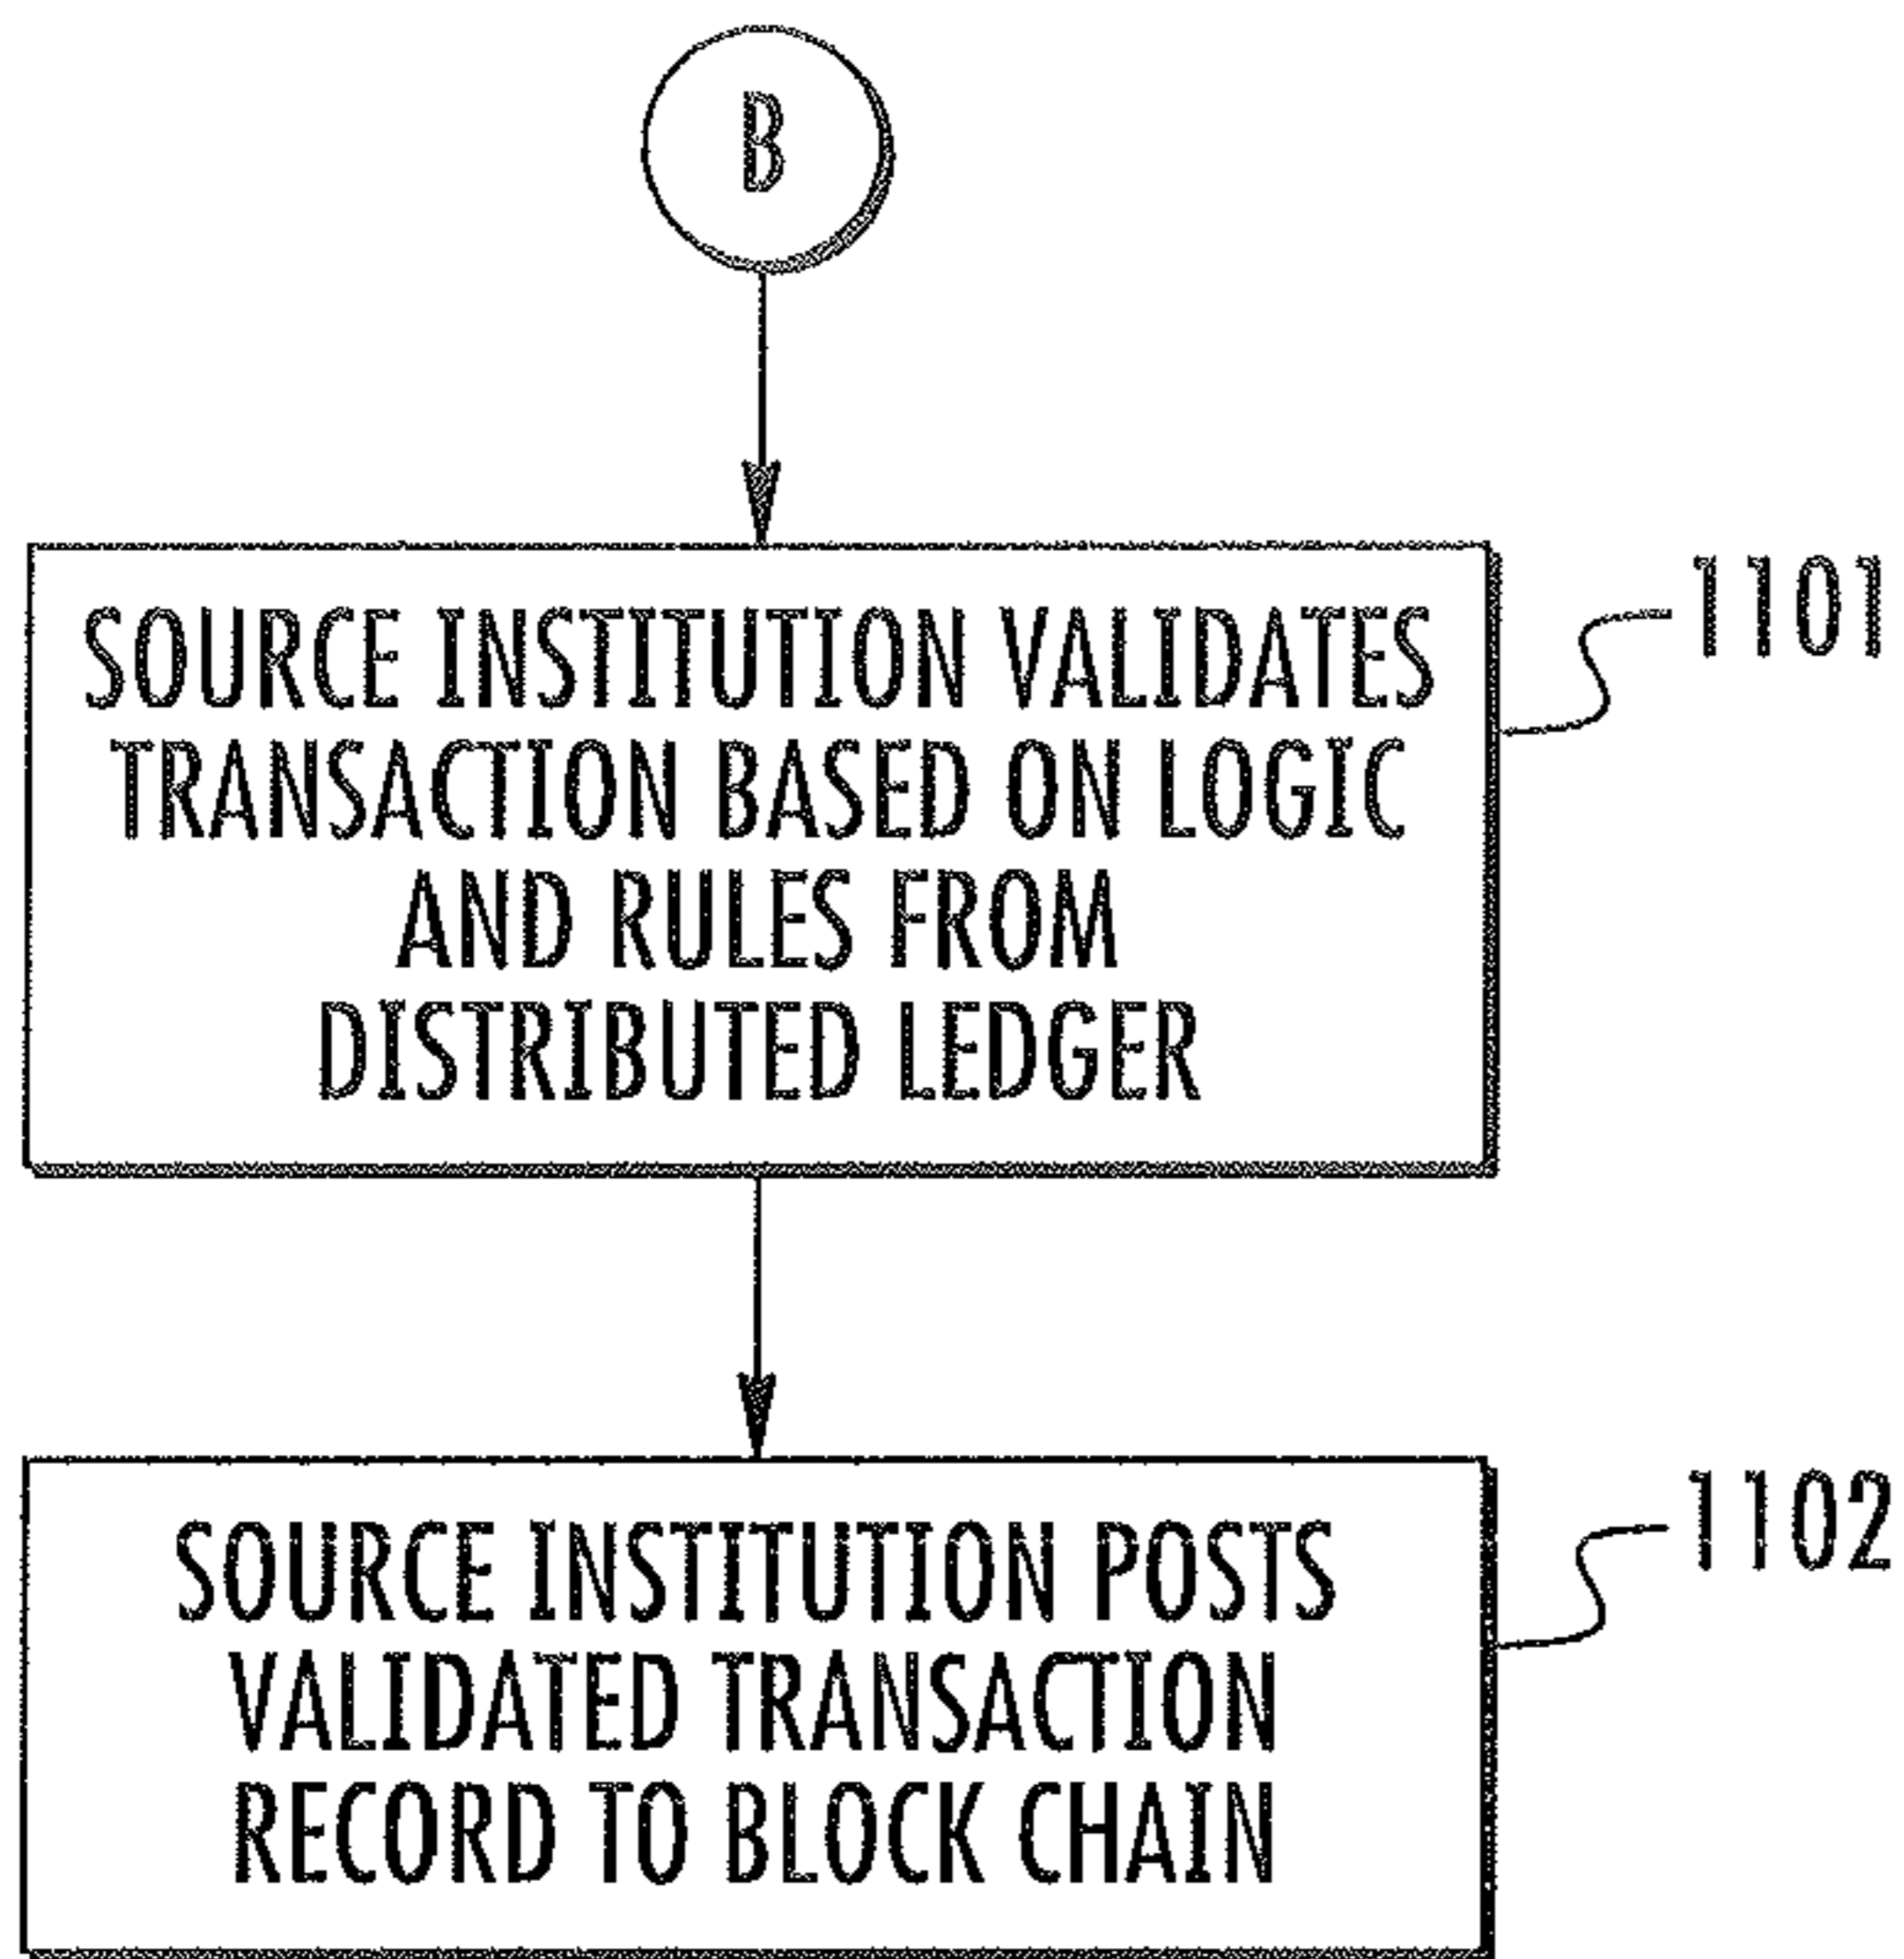 B
SOURCE INSTITUTION VALIDATES
TRANSACTION BASED ON LOGIC
AND RULES FROM
DISTRIBUTED LEDGER
1101
SOURCE INSTITUTION POSTS
VALIDATED TRANSACTION
RECORD TO BLOCK CHAIN
1102